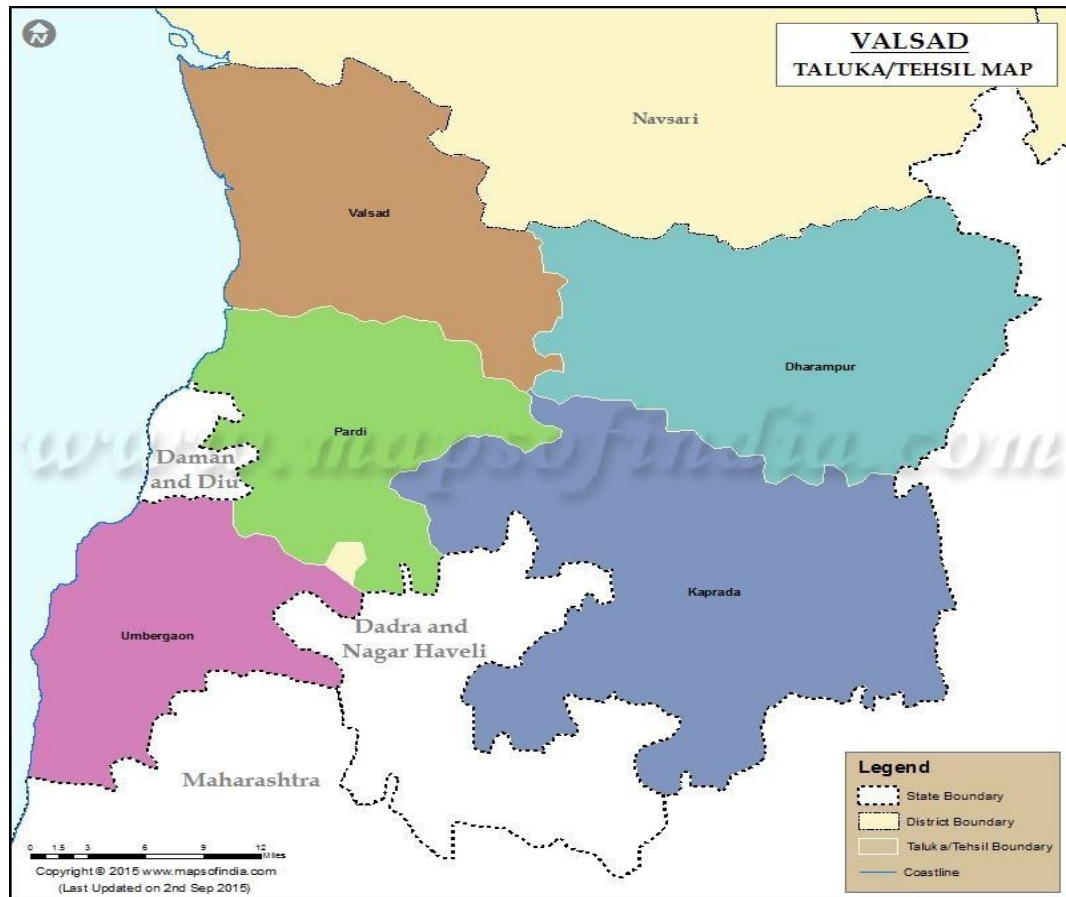 N
VALSAD
TALUKA/TEHSIL MAP
Navsari
Valsad
Dharampur
Pardi
www.mapsofindia.com
Daman
and Diu
Kaprada
Umbergaon
Dadra and
Nagar Haveli
Maharashtra
Legend
State Boundary
District Boundary
Taluka/Tehsil Boundary
Coastline
0 1.5 3 6 9 12
Miles
Copyright © 2015 www.mapsofindia.com
(Last Updated on 2nd Sep 2015)